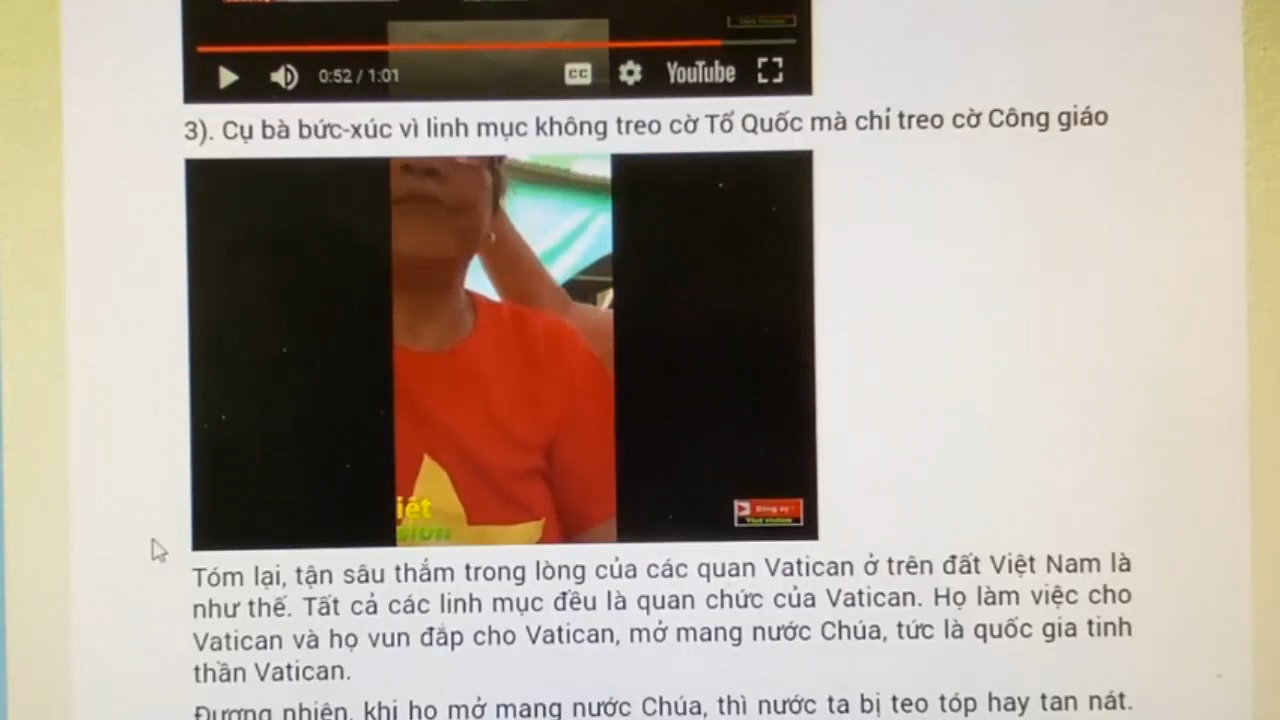 0:52 / 1:01
CC
YouTube
3). Cụ bà bức-xúc vì linh mục không treo cờ Tổ Quốc mà chỉ treo cờ Công giáo
iệt
sion
Tóm lại, tận sâu thẳm trong lòng của các quan Vatican ở trên đất Việt Nam là
như thế. Tất cả các linh mục đều là quan chức của Vatican. Họ làm việc cho
Vatican và họ vun đắp cho Vatican, mở mang nước Chúa, tức là quốc gia tinh
thần Vatican.
Đương nhiên, khi họ mở mang nước Chúa, thì nước ta bị teo tóp hay tan nát.